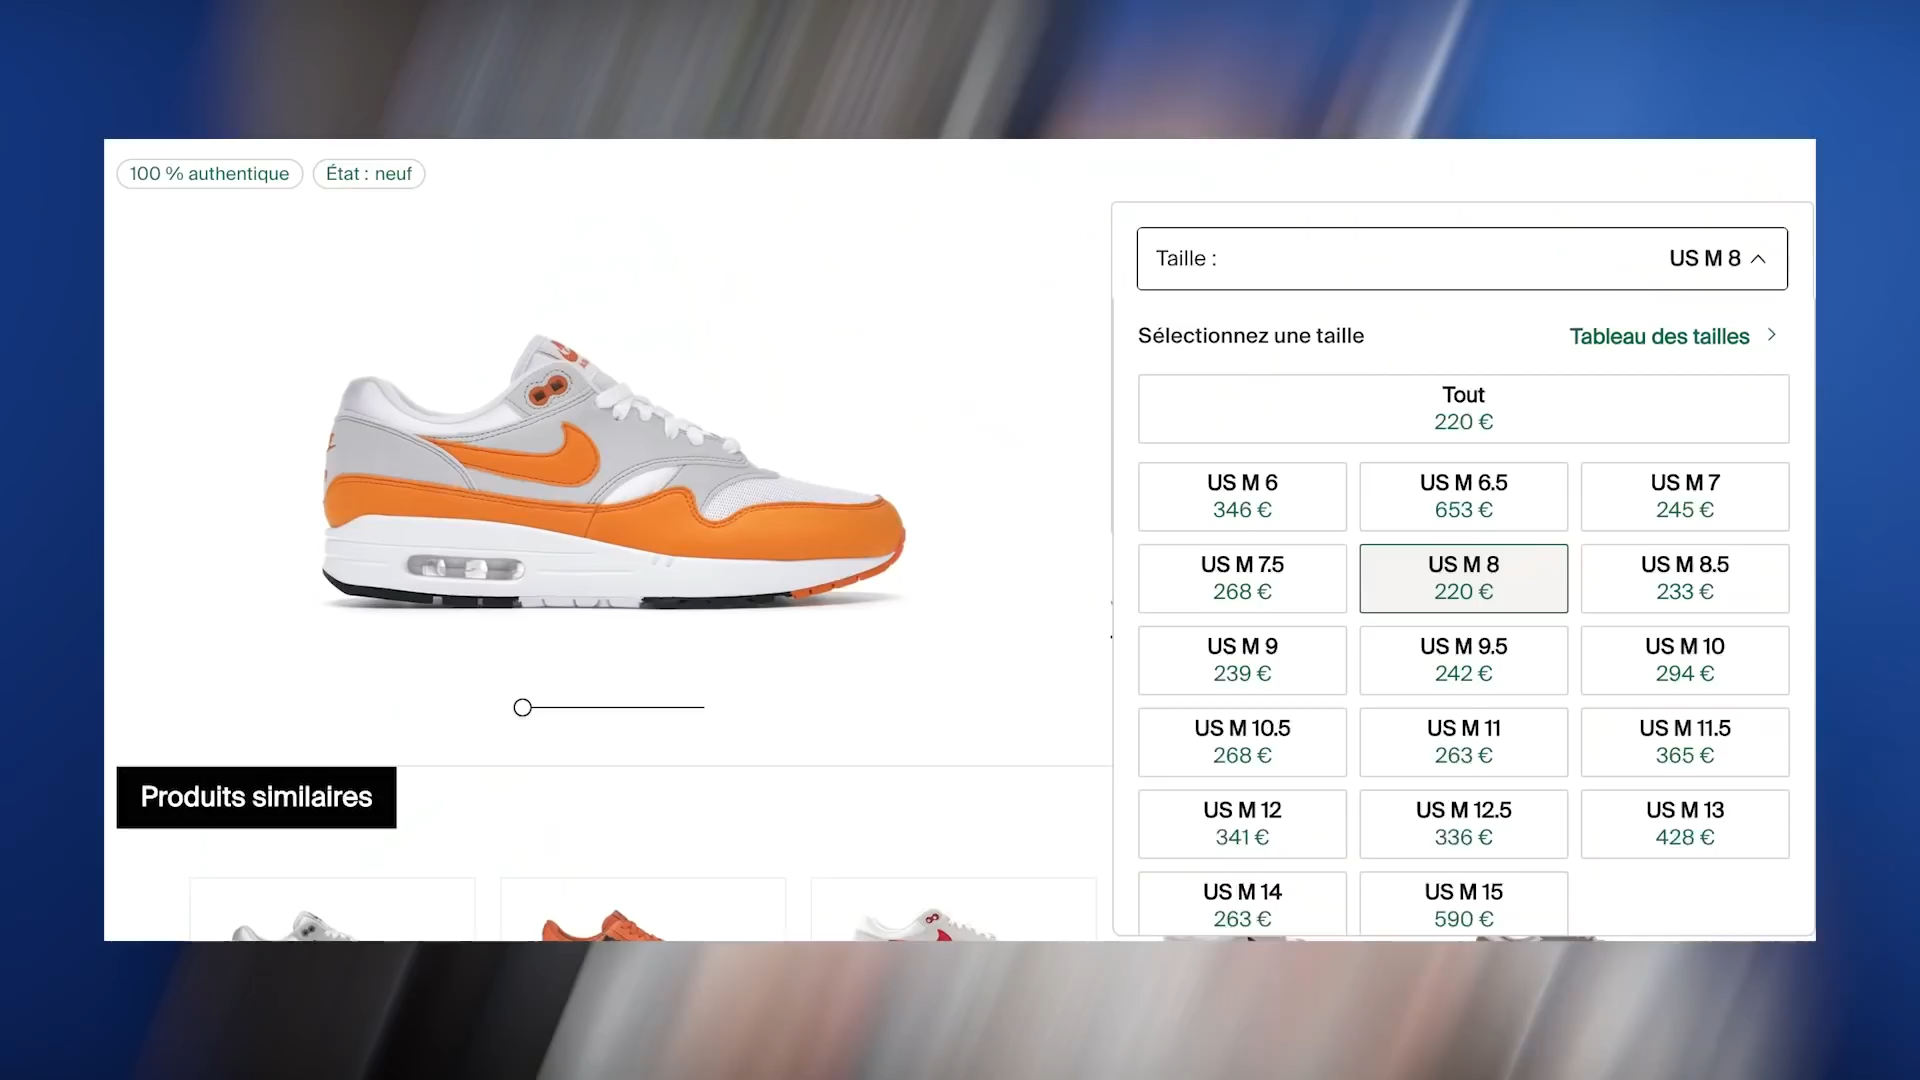 100 % authentique
État : neuf
Taille :
US M 8
Sélectionnez une taille
Tableau des tailles
Tout
220 €
US M 6
346 €
US M 6.5
653 €
US M 7
245 €
US M 7.5
268 €
US M 8
220 €
US M 8.5
233 €
US M 9
239 €
US M 9.5
242 €
US M 10
294 €
US M 10.5
268 €
US M 11
263 €
US M 11.5
365 €
US M 12
341 €
US M 12.5
336 €
US M 13
428 €
US M 14
263 €
US M 15
590 €
Produits similaires